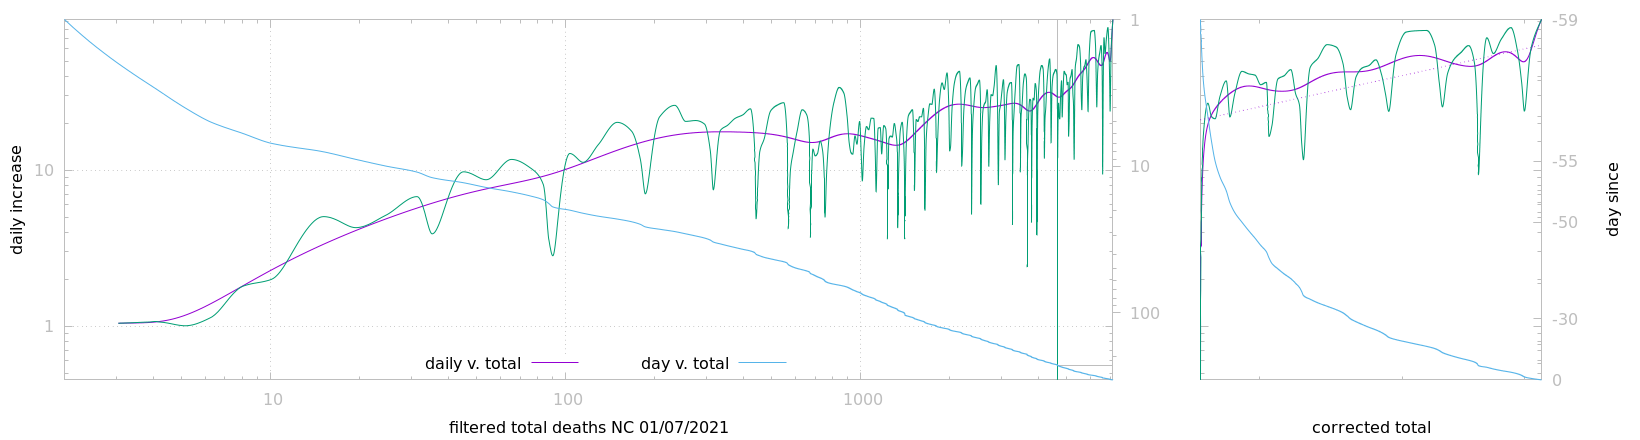 1 -59
10 10 -55
-50
1 100 -30
0
daily increase
day since
daily v. total day v. total
10 100 1000
filtered total deaths NC 01/07/2021 corrected total